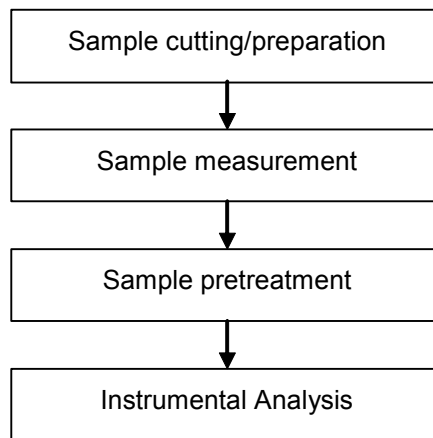 Sample cutting/preparation
Sample measurement
Sample pretreatment
Instrumental Analysis